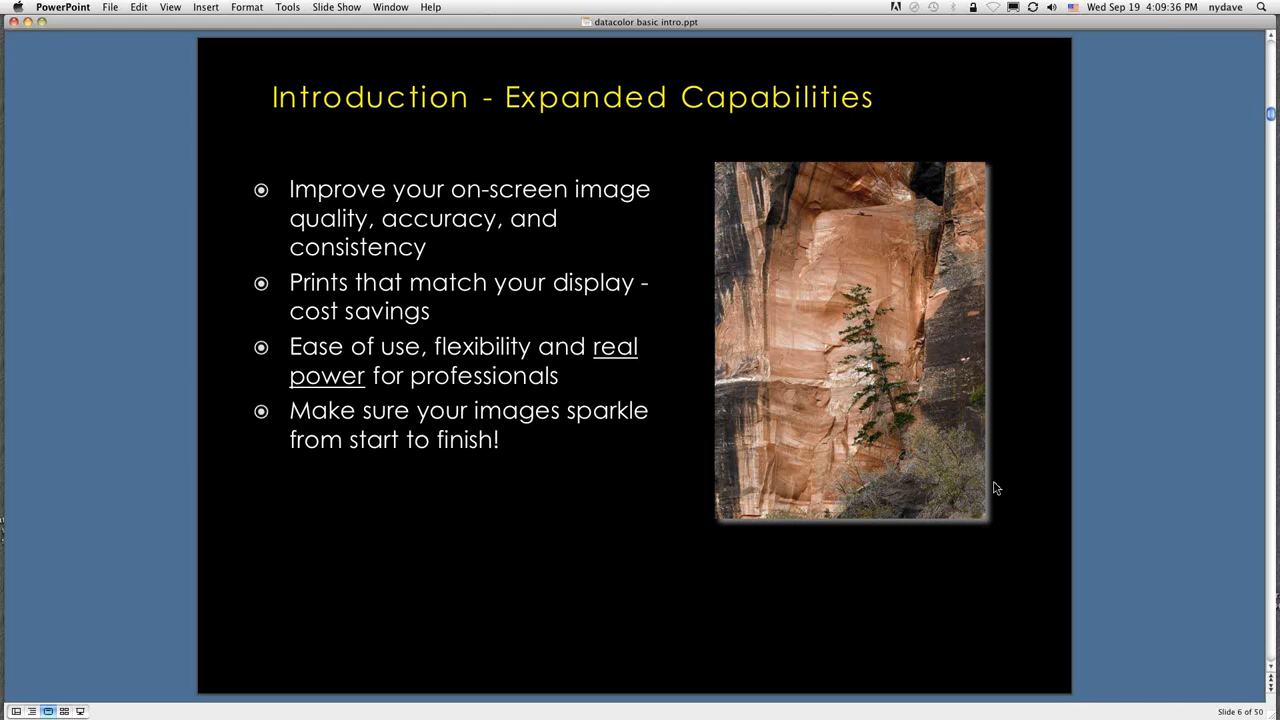 PowerPoint File Edit View Insert Format Tools Slide Show Window Help Wed Sep 19 4:09:36 PM nydave
datacolor basic intro.ppt
Introduction - Expanded Capabilities
Improve your on-screen image
quality, accuracy, and
consistency
Prints that match your display -
cost savings
Ease of use, flexibility and real
power for professionals
Make sure your images sparkle
from start to finish!
Slide 6 of 50